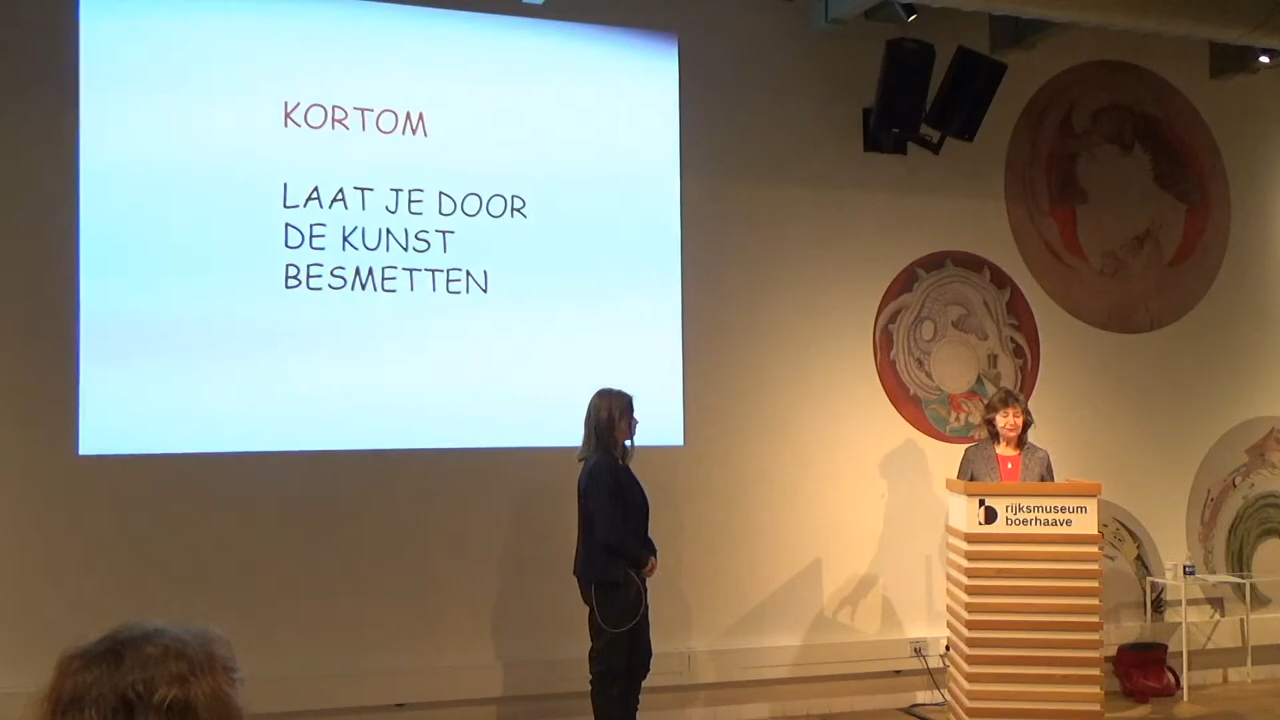 KORTOM
LAAT JE DOOR
DE KUNST
BESMETTEN
rijksmuseum
boerhaave